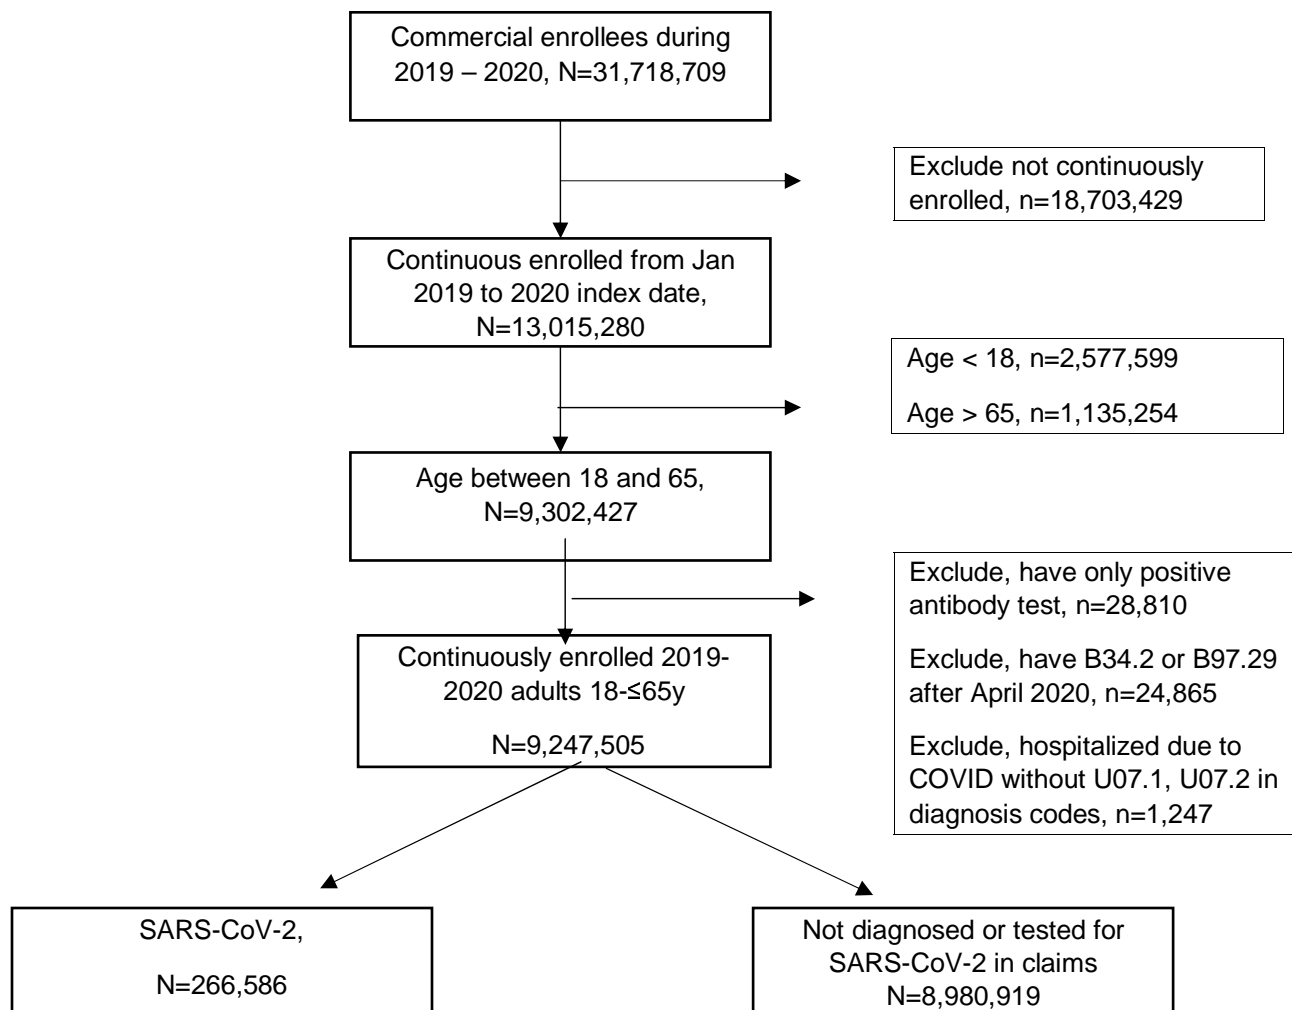 Commercial enrollees during
2019 – 2020, N=31,718,709
Exclude not continuously
enrolled, n=18,703,429
Continuous enrolled from Jan
2019 to 2020 index date,
N=13,015,280
Age < 18, n=2,577,599
Age > 65, n=1,135,254
Age between 18 and 65,
N=9,302,427
Exclude, have only positive
antibody test, n=28,810
Exclude, have B34.2 or B97.29
after April 2020, n=24,865
Exclude, hospitalized due to
COVID without U07.1, U07.2 in
diagnosis codes, n=1,247
Continuously enrolled 2019-
2020 adults 18-≤65y
N=9,247,505
SARS-CoV-2,
N=266,586
Not diagnosed or tested for
SARS-CoV-2 in claims
N=8,980,919